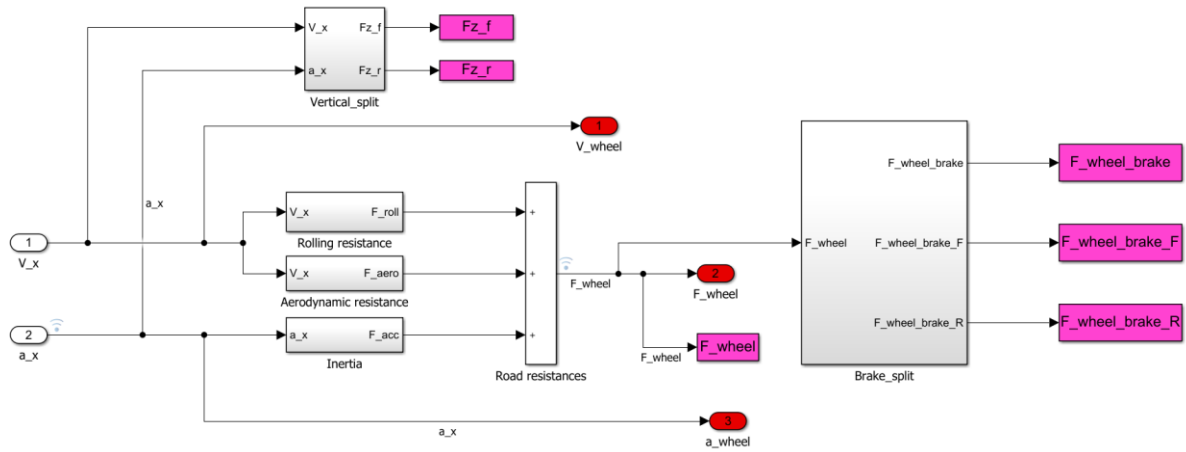 V_x
Fz_f
Fz_f
a_x
Fz_r
Fz_r
Vertical_split
1
V_wheel
F_wheel_brake
F_wheel_brake
a_x
V_x
F_roll
+
Rolling resistance
1
V_x
F_wheel
F_wheel_brake_F
F_wheel_brake_F
V_x
F_aero
+
Aerodynamic resistance
F_wheel
2
F_wheel
2
a_x
a_x
F_acc
+
Inertia
F_wheel
F_wheel
F_wheel_brake_R
F_wheel_brake_R
Road resistances
Brake_split
a_x
3
a_wheel